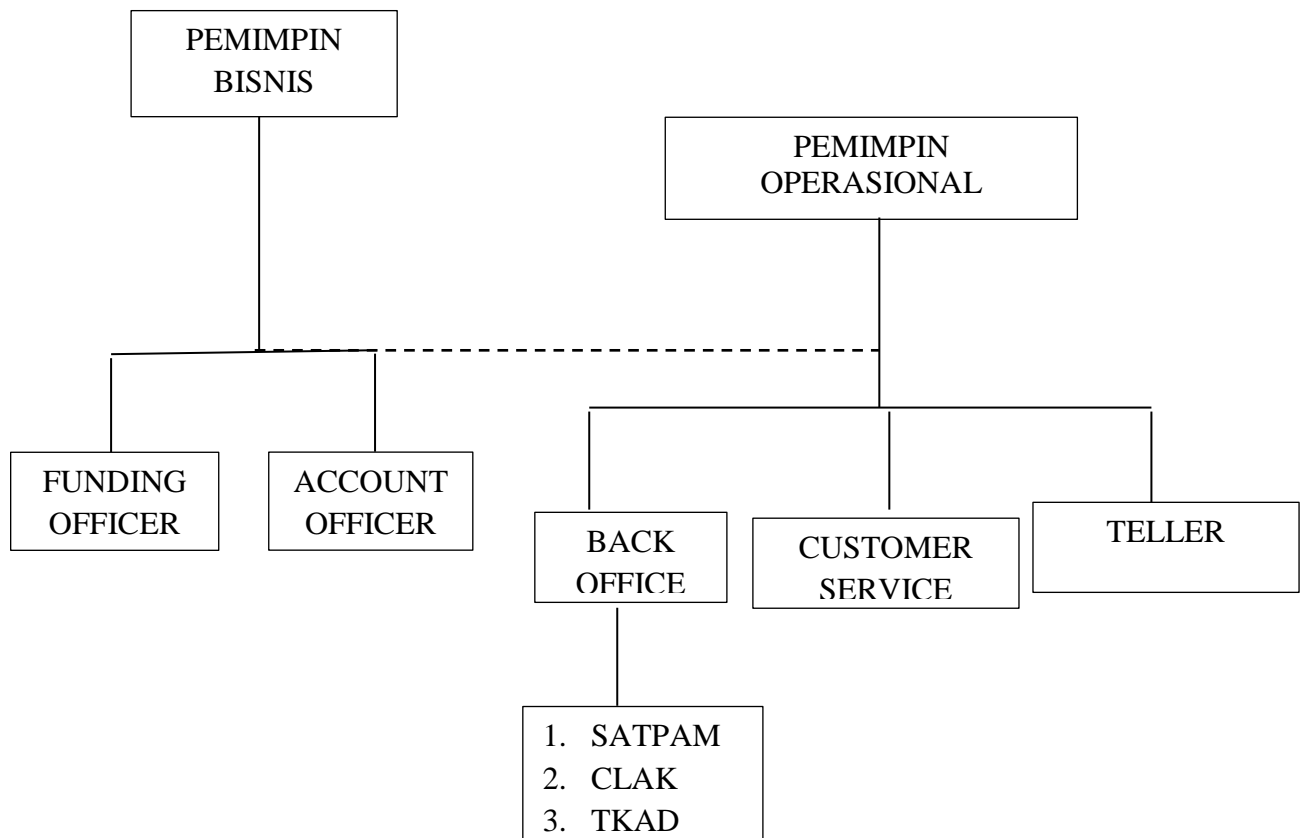 PEMIMPIN
BISNIS
PEMIMPIN
OPERASIONAL
FUNDING
OFFICER
ACCOUNT
OFFICER
BACK
OFFICE
CUSTOMER
SERVICE
TELLER
1. SATPAM
2. CLAK
3. TKAD